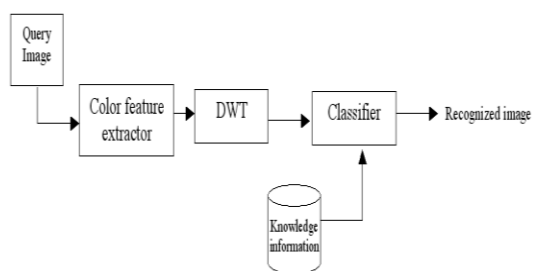 Query
Image
Color feature
extractor
DWT
Classifier
Recognized image
Knowledge
information